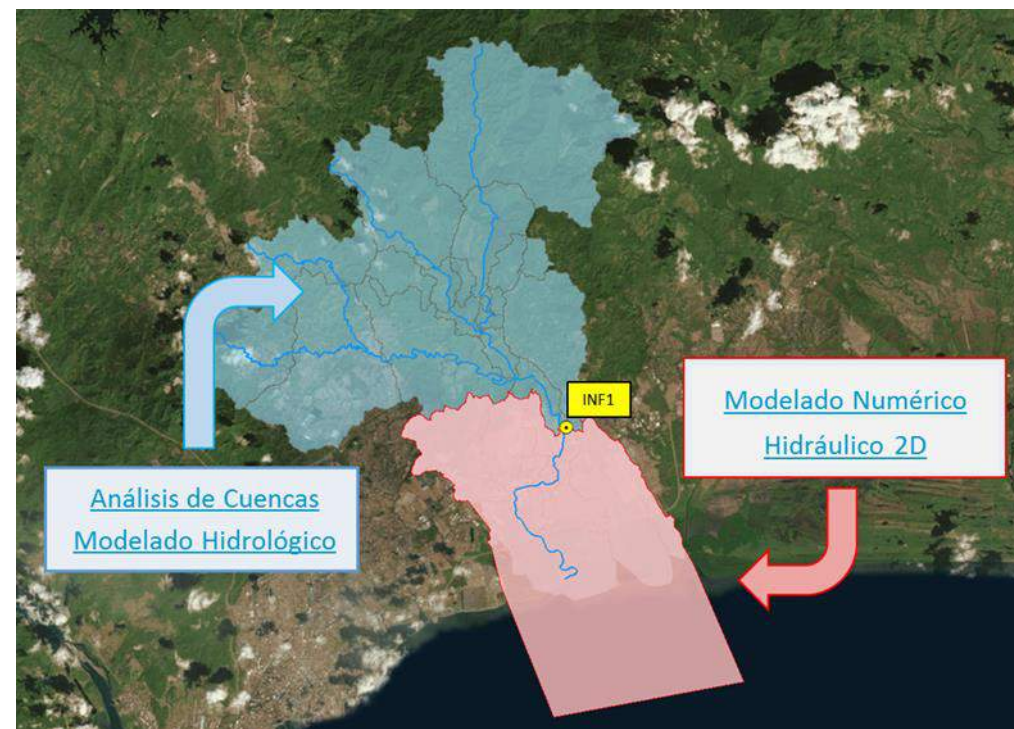 INF1
Modelado Numérico
Hidráulico 2D
Análisis de Cuencas
Modelado Hidrológico